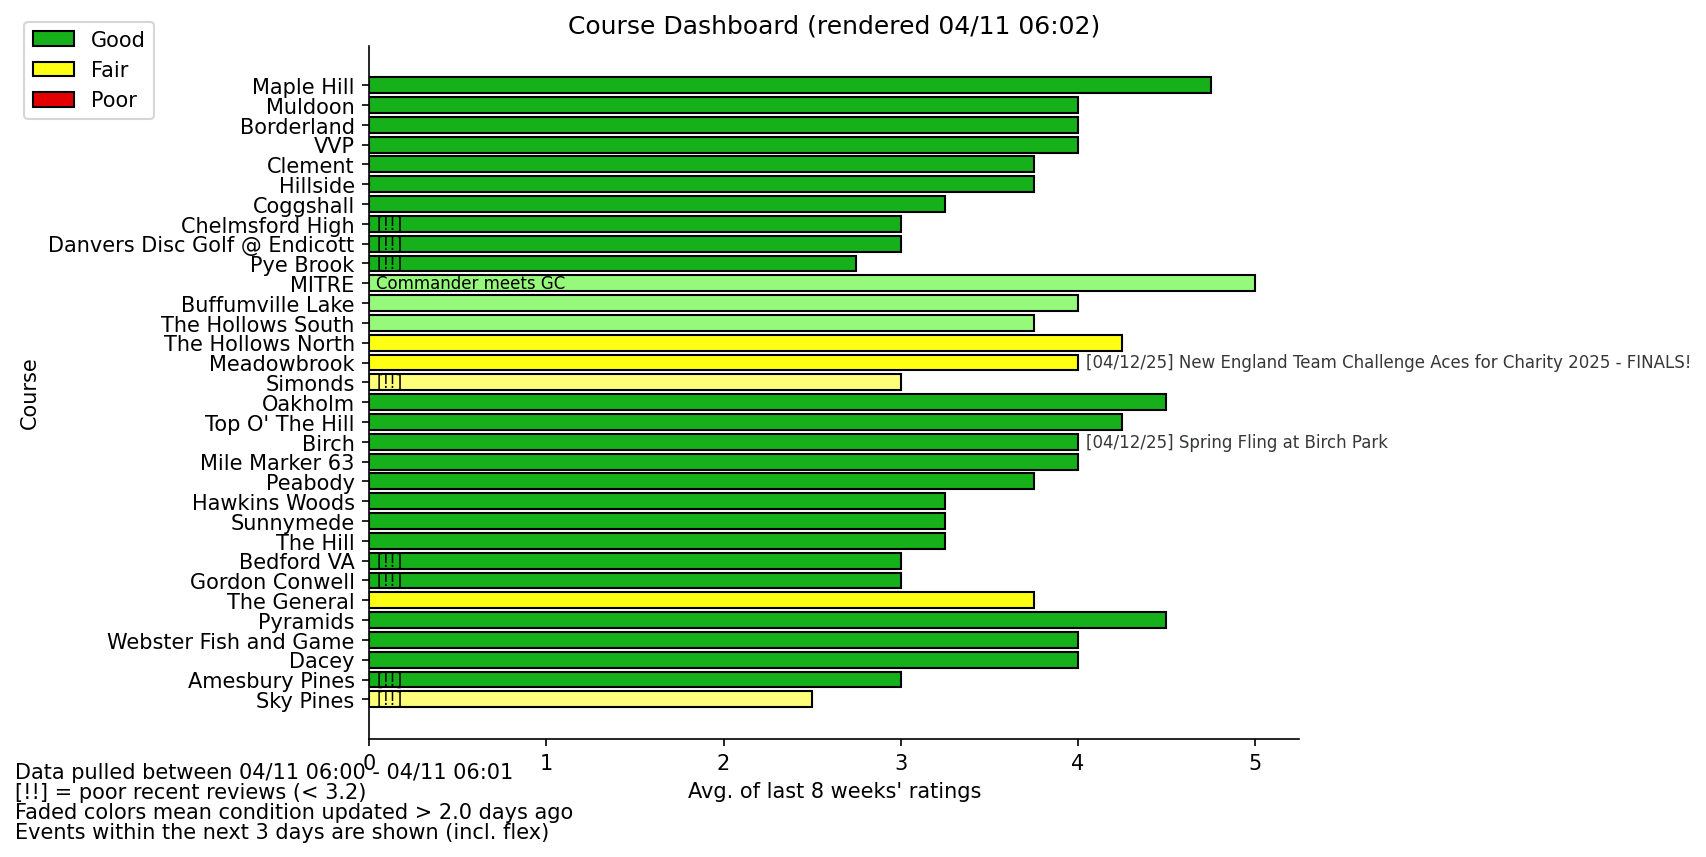 Course Dashboard (rendered 04/11 06:02)
Good
Fair
Poor
Course
Maple Hill
Muldoon
Borderland
VVP
Clement
Hillside
Coggshall
Chelmsford High [!!]
Danvers Disc Golf @ Endicott [!!]
Pye Brook [!!]
MITRE Commander meets GC
Buffumville Lake
The Hollows South
The Hollows North
Meadowbrook [04/12/25] New England Team Challenge Aces for Charity 2025 - FINALS!
Simonds [!!]
Oakholm
Top O' The Hill
Birch [04/12/25] Spring Fling at Birch Park
Mile Marker 63
Peabody
Hawkins Woods
Sunnymede
The Hill
Bedford VA [!!]
Gordon Conwell [!!]
The General
Pyramids
Webster Fish and Game
Dacey
Amesbury Pines [!!]
Sky Pines [!!]
0 1 2 3 4 5
Avg. of last 8 weeks' ratings
Data pulled between 04/11 06:00 - 04/11 06:01
[!!] = poor recent reviews (< 3.2)
Faded colors mean condition updated > 2.0 days ago
Events within the next 3 days are shown (incl. flex)